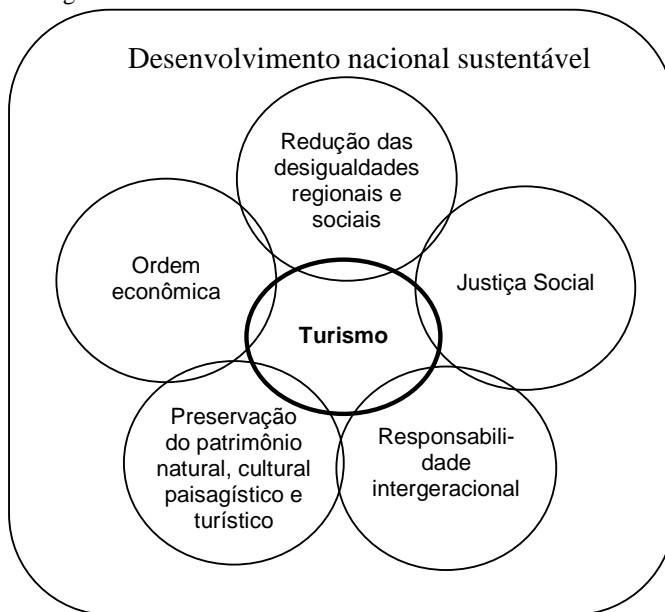 Desenvolvimento nacional sustentável
Redução das
desigualdades
regionais e
sociais
Ordem
econômica
Justiça Social
Turismo
Preservação
do patrimônio
natural, cultural
paisagístico e
turístico
Responsabili-
dade
intergeracional